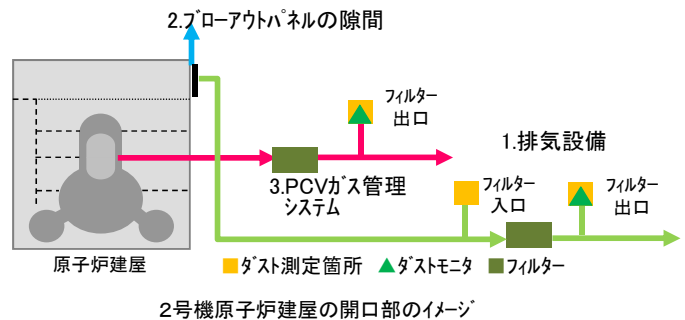 2.ﾌﾞﾛｰｱｳﾄﾊﾟﾈﾙの隙間
ﾌｨﾙﾀｰ
出口
1.排気設備
3.PCVｶﾞｽ管理
システム
ﾌｨﾙﾀｰ
入口
ﾌｨﾙﾀｰ
出口
原子炉建屋
ﾀﾞｽﾄ測定箇所 ﾀﾞｽﾄﾓﾆﾀ ﾌｨﾙﾀｰ
2号機原子炉建屋の開口部のｲﾒｰｼﾞ